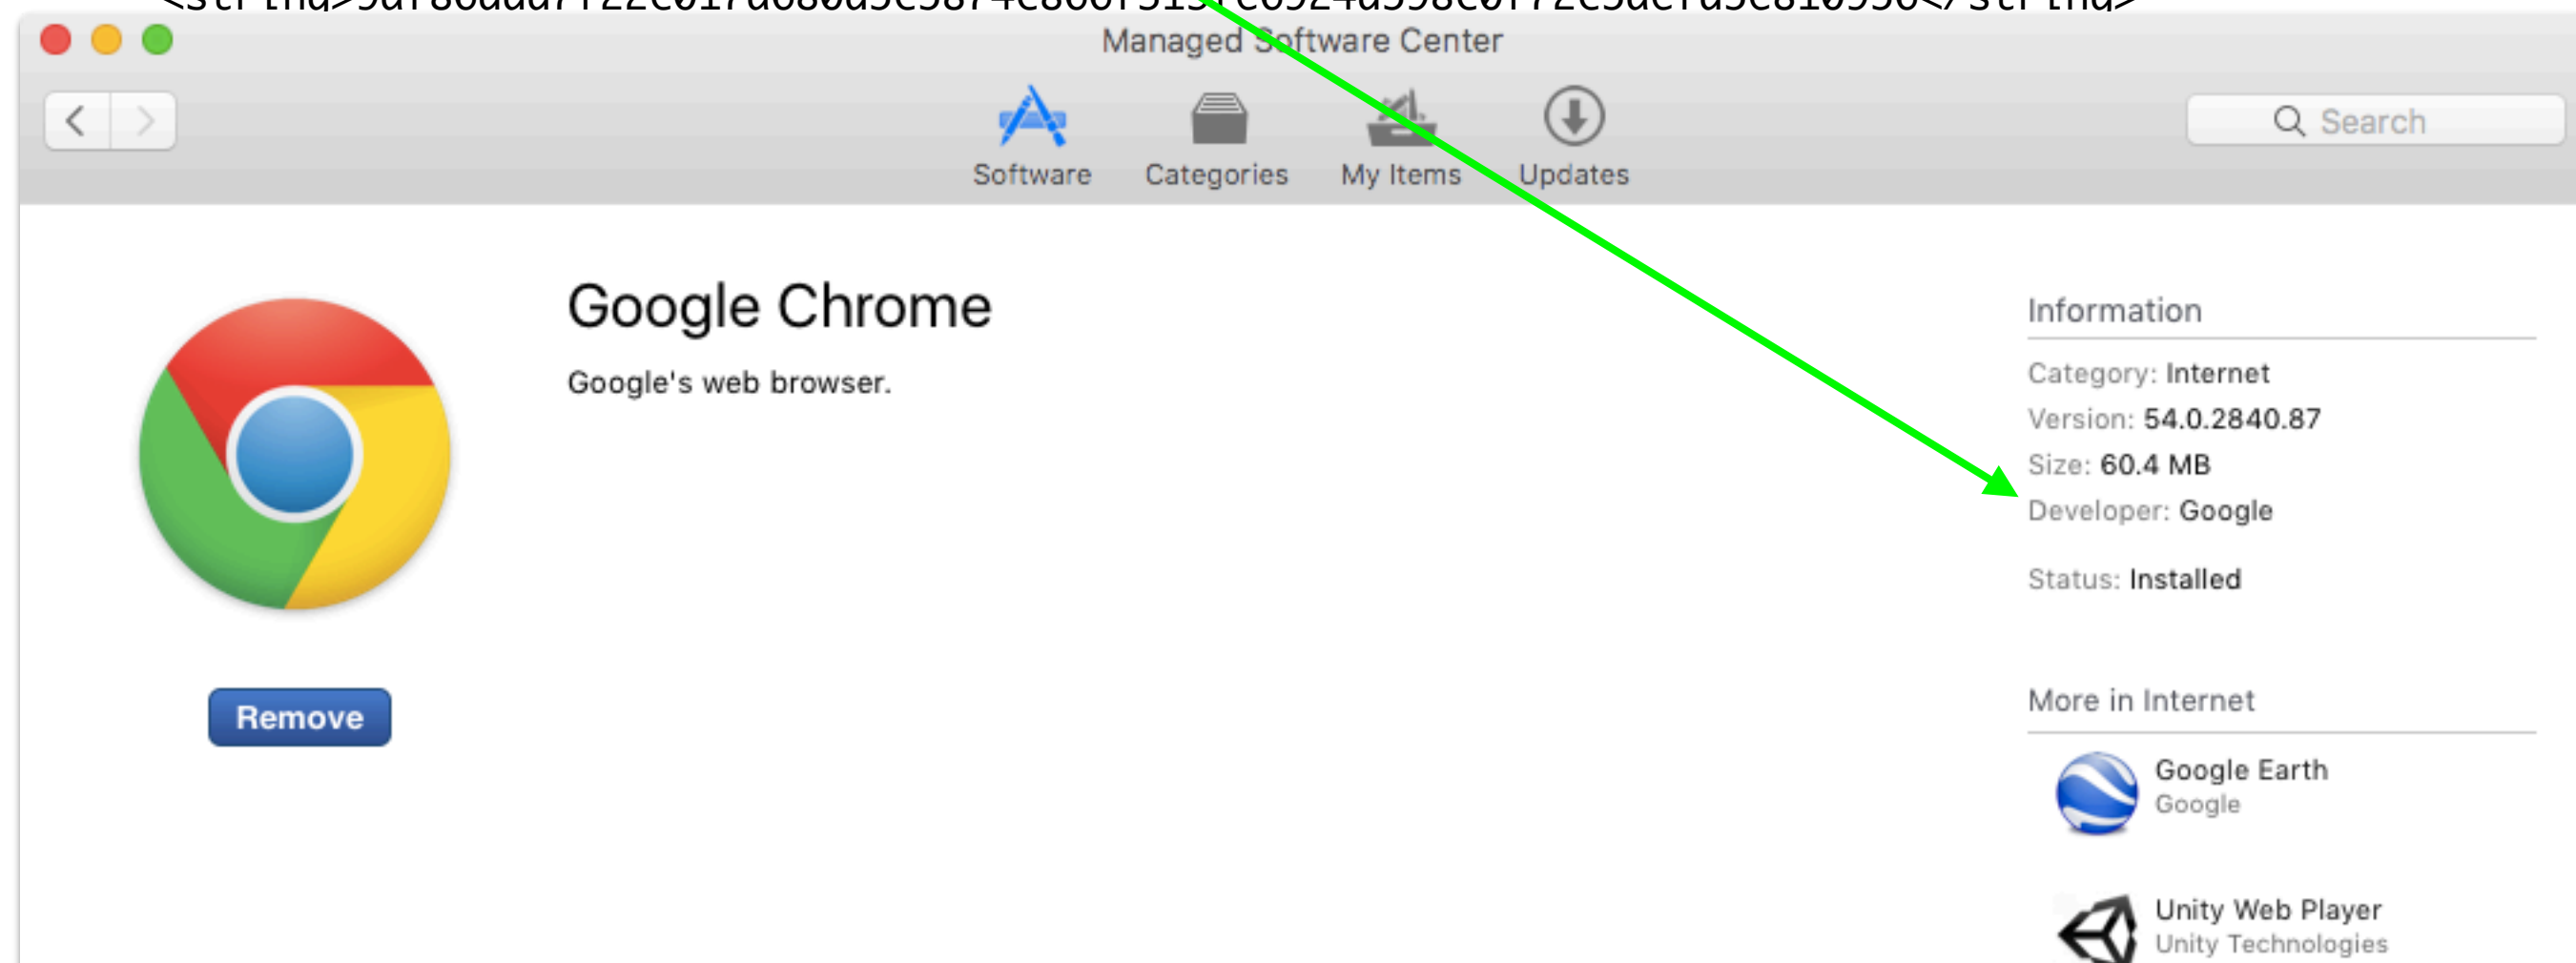 Managed Software Center
Search
Software Categories My Items Updates
Google Chrome
Google's web browser.
Remove
Information
Category: Internet
Version: 54.0.2840.87
Size: 60.4 MB
Developer: Google
Status: Installed
More in Internet
Google Earth
Google
Unity Web Player
Unity Technologies